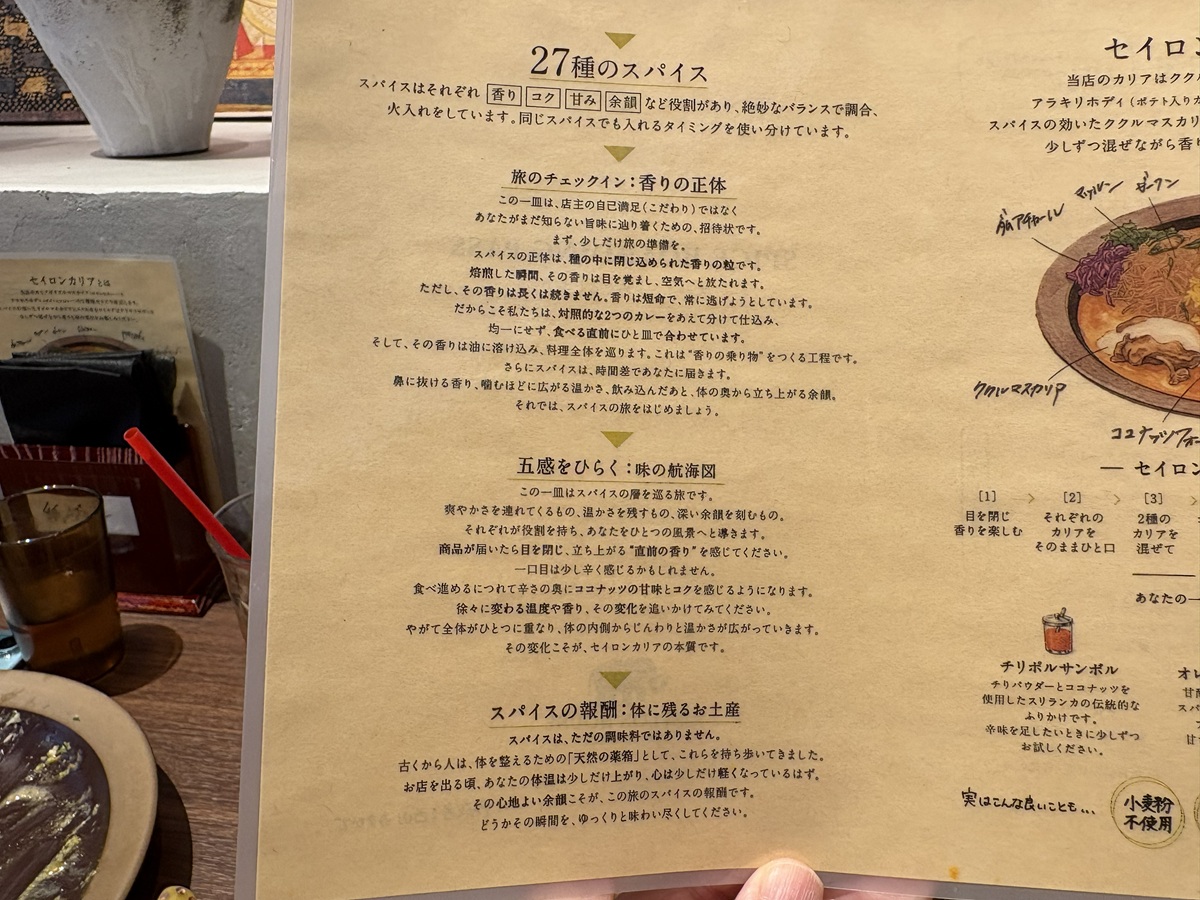 27種のスパイス
スパイスはそれぞれ 香り コク 甘み 余韻 など役割があり、絶妙なバランスで調合、
火入れをしています。同じスパイスでも入れるタイミングを使い分けています。
旅のチェックイン：香りの正体
この一皿は、店主の自己満足（こだわり）ではなく
あなたがまだ知らない旨味に辿り着くための、招待状です。
まず、少しだけ旅の準備を。
スパイスの正体は、種の中に閉じ込められた香りの粒です。
焙煎した瞬間、その香りは目を覚まし、空気へと放たれます。
ただし、その香りは長くは続きません。香りは短命で、常に逃げようとしています。
だからこそ私たちは、対照的な2つのカレーをあえて分けて仕込み、
均一にせず、食べる直前にひと皿で合わせています。
そして、その香りは油に溶け込み、料理全体を巡ります。これは“香りの乗り物”をつくる工程です。
さらにスパイスは、時間差であなたに届きます。
鼻に抜ける香り、噛むほどに広がる温かさ、飲み込んだあと、体の奥から立ち上がる余韻。
それでは、スパイスの旅をはじめましょう。
五感をひらく：味の航海図
この一皿はスパイスの層を巡る旅です。
爽やかさを連れてくるもの、温かさを残すもの、深い余韻を刻むもの。
それぞれが役割を持ち、あなたをひとつの風景へと導きます。
商品が届いたら目を閉じ、立ち上がる“直前の香り”を感じてください。
一口目は少し辛く感じるかもしれません。
食べ進めるにつれて辛さの奥にココナッツの甘味とコクを感じるようになります。
徐々に変わる温度や香り、その変化を追いかけてみてください。
やがて全体がひとつに重なり、体の内側からじんわりと温かさが広がっていきます。
その変化こそが、セイロンカリアの本質です。
スパイスの報酬：体に残るお土産
スパイスは、ただの調味料ではありません。
古くから人は、体を整えるための「天然の薬箱」として、これらを持ち歩いてきました。
お店を出る頃、あなたの体温は少しだけ上がり、心は少しだけ軽くなっているはず。
その心地よい余韻こそが、この旅のスパイスの報酬です。
どうかその瞬間を、ゆっくりと味わい尽くしてください。
セイロン
当店のカリアはククル
アラキリホディ（ポテト入りカ
スパイスの効いたククルマスカリ
少しずつ混ぜながら香り
ダムアチャール
マッルン
ゴーワン
ククルマスカリア
ココナッツフォー
― セイロン
[1] [2] [3]
目を閉じ
香りを楽しむ
それぞれの
カリアを
そのままひと口
2種の
カリアを
混ぜて
あなたの一
チリポルサンボル
チリパウダーとココナッツを
使用したスリランカの伝統的な
ふりかけです。
辛味を足したいときに少しずつ
お試しください。
オレ
甘酸
スパ
甘
実はこんな良いことも...
小麦粉
不使用
セイロンカリアとは